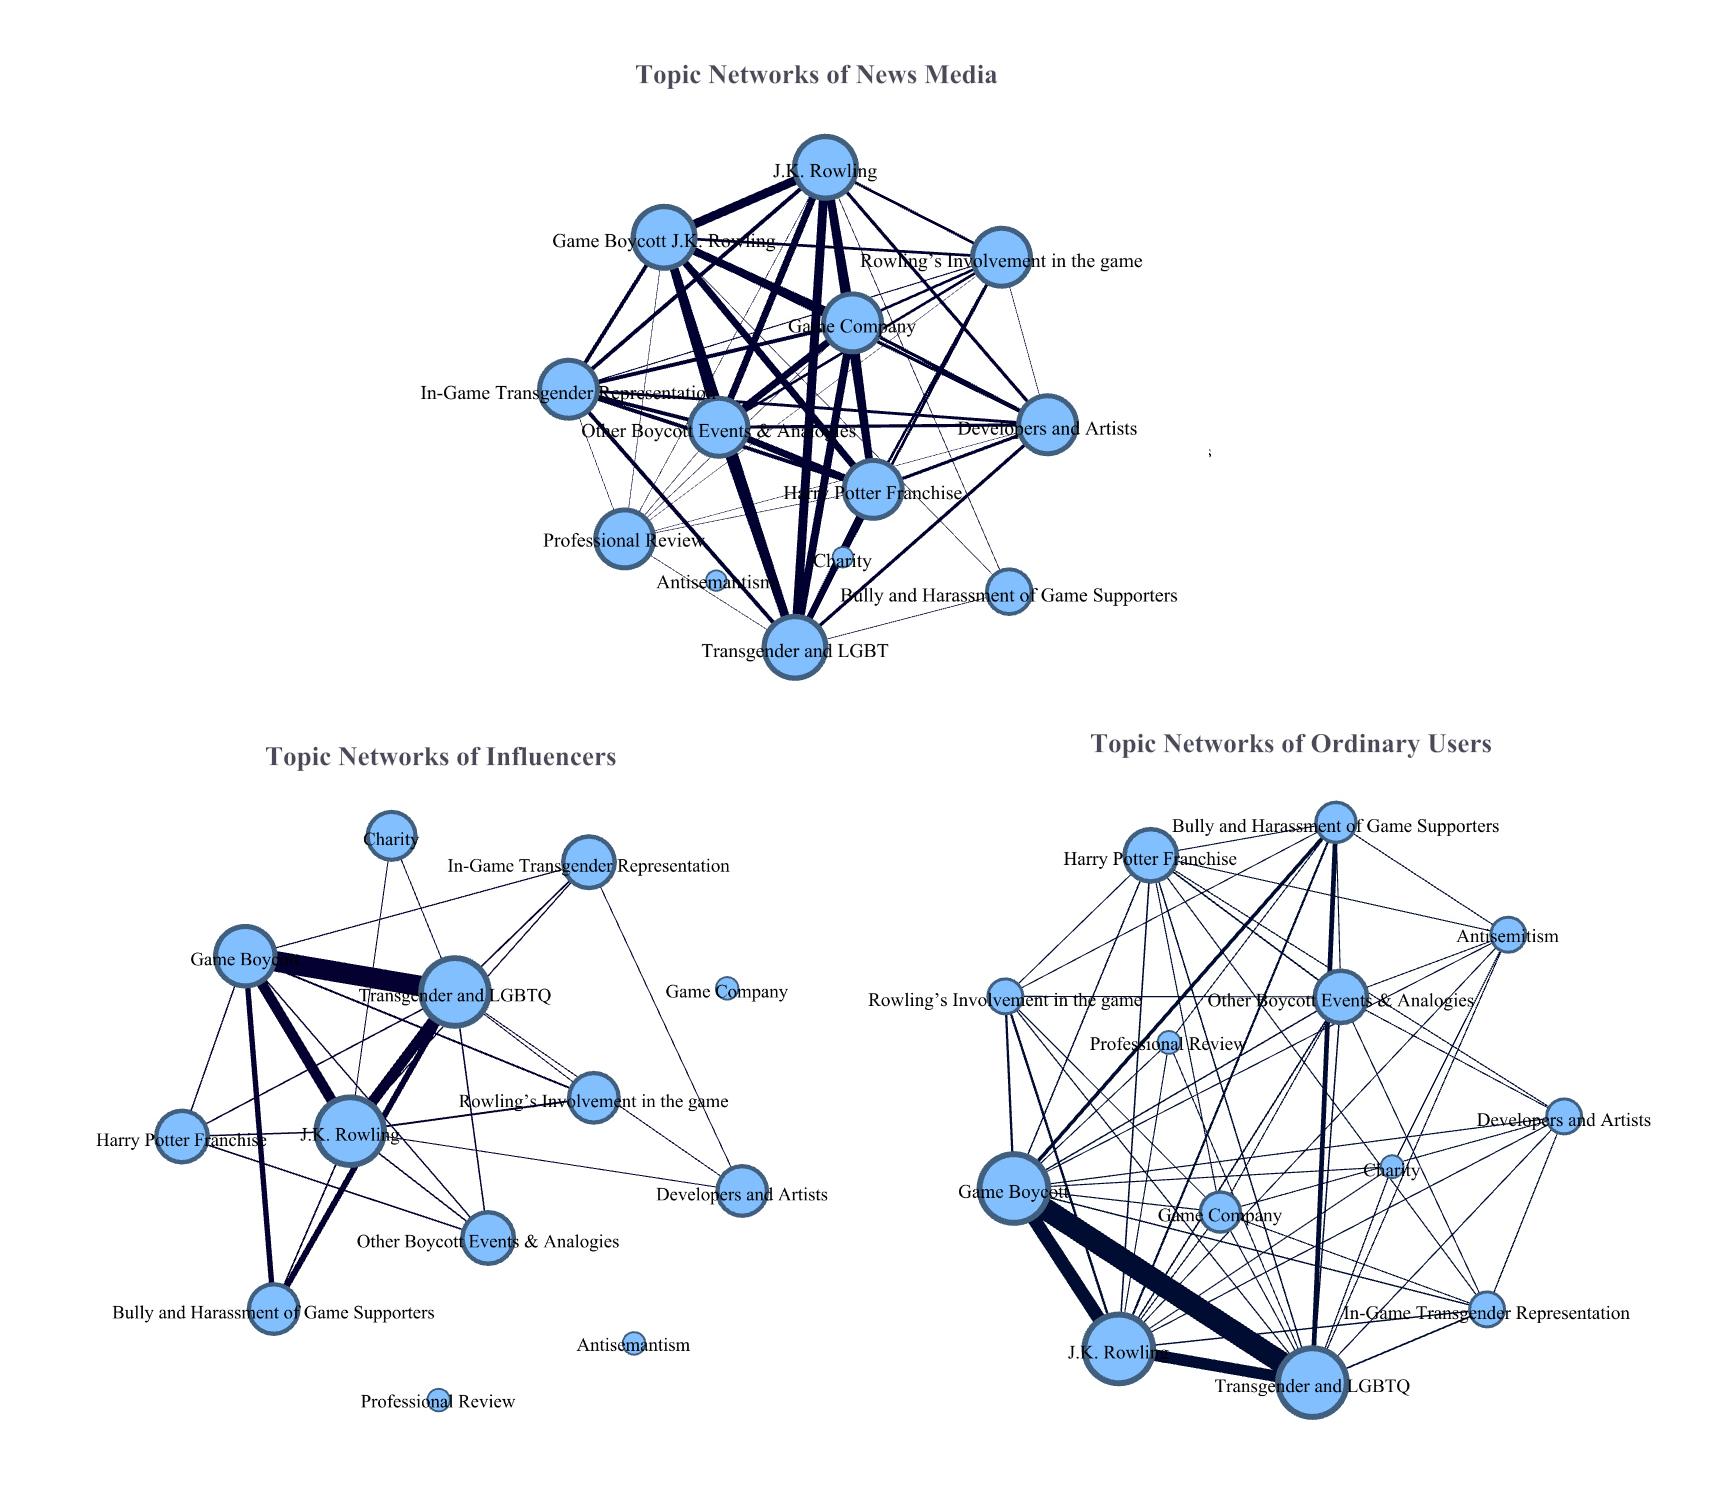 Topic Networks of News Media
J.K. Rowling
Game Boycott J.K. Rowling
Rowling’s Involvement in the game
Game Company
In-Game Transgender Representation
Other Boycott Events & Analogies
Developers and Artists
Harry Potter Franchise
Professional Review
Charity
Antisemantism
Bully and Harassment of Game Supporters
Transgender and LGBT
Topic Networks of Influencers
Charity
In-Game Transgender Representation
Game Boycott
Transgender and LGBTQ
Game Company
Rowling’s Involvement in the game
Harry Potter Franchise
J.K. Rowling
Developers and Artists
Other Boycott Events & Analogies
Bully and Harassment of Game Supporters
Antisemantism
Professional Review
Topic Networks of Ordinary Users
Bully and Harassment of Game Supporters
Harry Potter Franchise
Antisemitism
Rowling’s Involvement in the game
Other Boycott Events & Analogies
Professional Review
Developers and Artists
Charity
Game Boycott
Game Company
In-Game Transgender Representation
J.K. Rowling
Transgender and LGBTQ